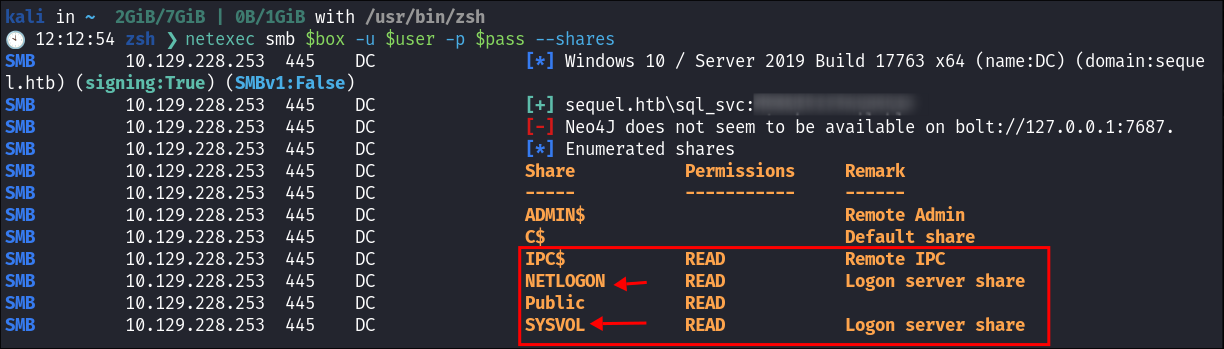 kali in ~ 2GiB/7GiB | 0B/1GiB with /usr/bin/zsh
12:12:54 zsh ❯ netexec smb $box -u $user -p $pass --shares
SMB 10.129.228.253 445 DC [*] Windows 10 / Server 2019 Build 17763 x64 (name:DC) (domain:seque
l.htb) (signing:True) (SMBv1:False)
SMB 10.129.228.253 445 DC [+] sequel.htb\sql_svc:
SMB 10.129.228.253 445 DC [-] Neo4J does not seem to be available on bolt://127.0.0.1:7687.
SMB 10.129.228.253 445 DC [*] Enumerated shares
SMB 10.129.228.253 445 DC Share Permissions Remark
SMB 10.129.228.253 445 DC ----- ----------- ------
SMB 10.129.228.253 445 DC ADMIN$ Remote Admin
SMB 10.129.228.253 445 DC C$ Default share
SMB 10.129.228.253 445 DC IPC$ READ Remote IPC
SMB 10.129.228.253 445 DC NETLOGON READ Logon server share
SMB 10.129.228.253 445 DC Public READ
SMB 10.129.228.253 445 DC SYSVOL READ Logon server share